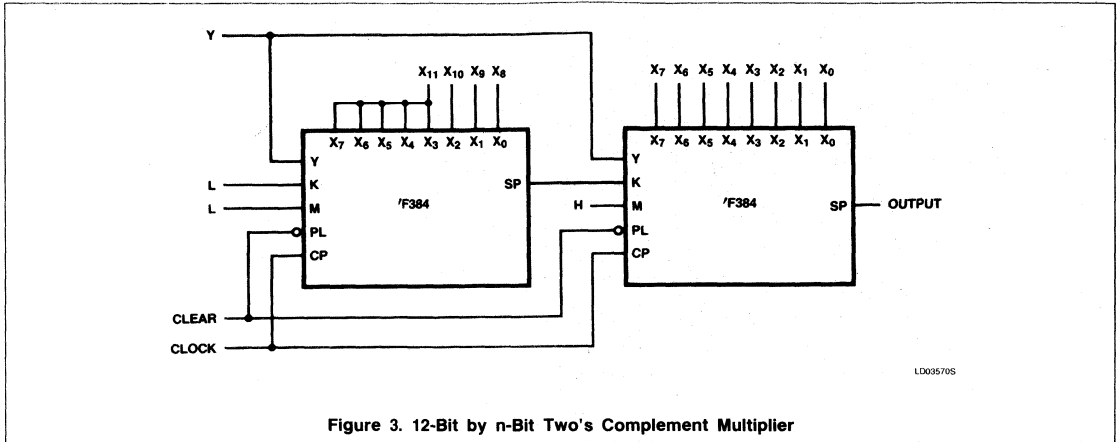 Y
X11 X10 X9 X8
X7 X6 X5 X4 X3 X2 X1 X0
X7 X6 X5 X4 X3 X2 X1 X0
Y
L K
L M
PL
CP
'F384
SP
CLEAR
CLOCK
X7 X6 X5 X4 X3 X2 X1 X0
Y
K
H M
PL
CP
'F384
SP OUTPUT
LD03570S
Figure 3. 12-Bit by n-Bit Two's Complement Multiplier